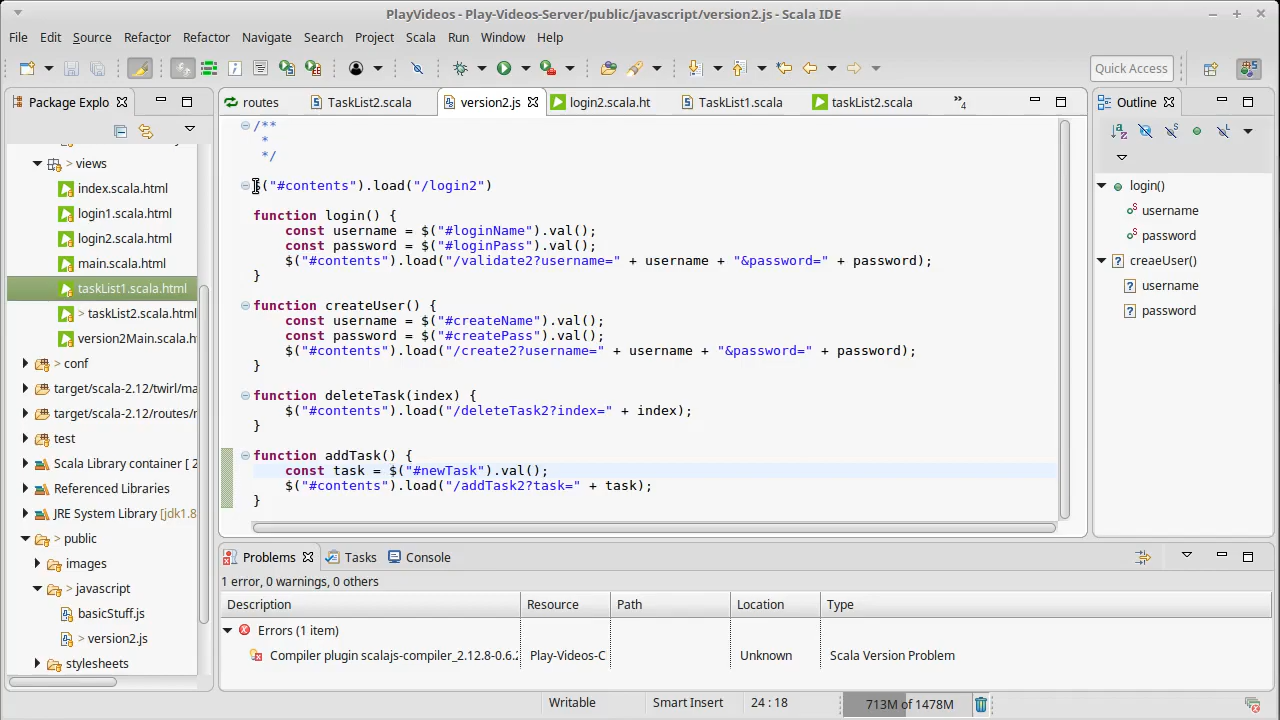 PlayVideos - Play-Videos-Server/public/javascript/version2.js - Scala IDE
File Edit Source Refactor Refactor Navigate Search Project Scala Run Window Help
Quick Access
Package Explo
> views
index.scala.html
login1.scala.html
login2.scala.html
main.scala.html
taskList1.scala.html
> taskList2.scala.html
version2Main.scala.h
> conf
target/scala-2.12/twirl/ma
target/scala-2.12/routes/r
test
Scala Library container [ 2
Referenced Libraries
JRE System Library [jdk1.8
> public
images
> javascript
basicStuff.js
> version2.js
stylesheets
routes TaskList2.scala version2.js login2.scala.ht TaskList1.scala taskList2.scala »4
/**
*
*/
$("#contents").load("/login2")
function login() {
const username = $("#loginName").val();
const password = $("#loginPass").val();
$("#contents").load("/validate2?username=" + username + "&password=" + password);
}
function createUser() {
const username = $("#createName").val();
const password = $("#createPass").val();
$("#contents").load("/create2?username=" + username + "&password=" + password);
}
function deleteTask(index) {
$("#contents").load("/deleteTask2?index=" + index);
}
function addTask() {
const task = $("#newTask").val();
$("#contents").load("/addTask2?task=" + task);
}
Outline
login()
username
password
creaeUser()
username
password
Problems Tasks Console
1 error, 0 warnings, 0 others
Description Resource Path Location Type
Errors (1 item)
Compiler plugin scalajs-compiler_2.12.8-0.6.2 Play-Videos-C Unknown Scala Version Problem
Writable Smart Insert 24 : 18 713M of 1478M